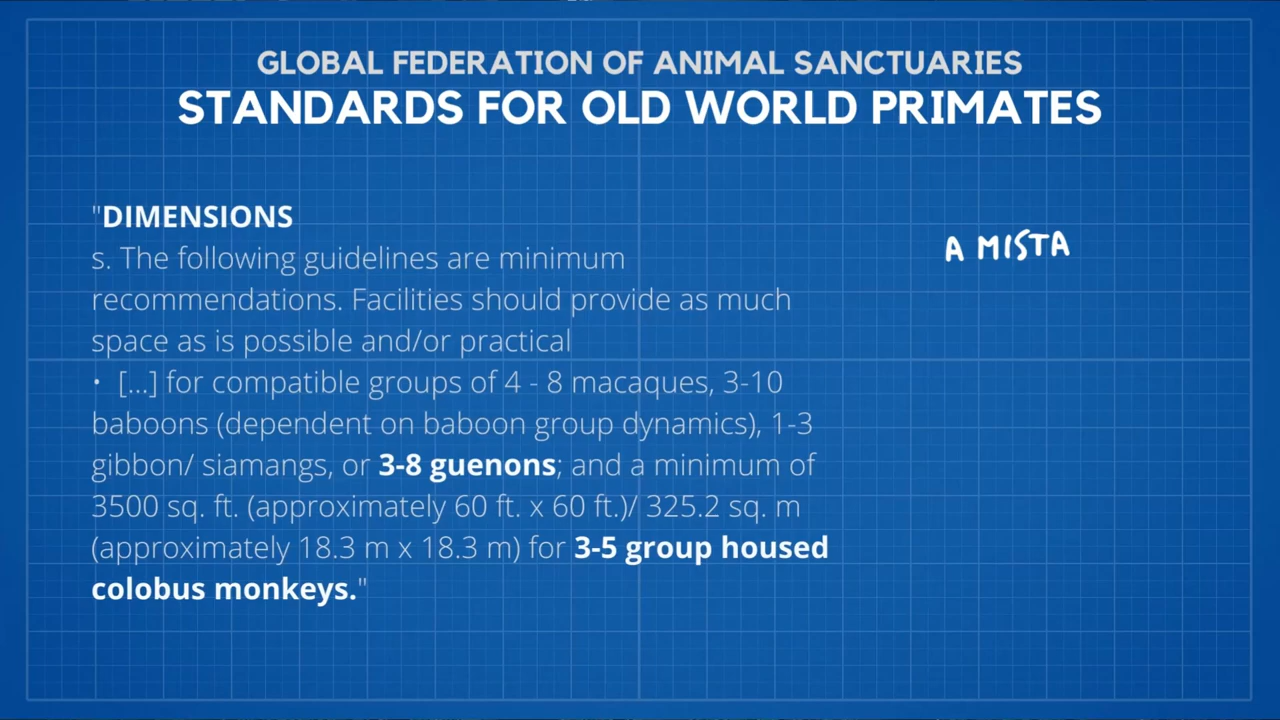 GLOBAL FEDERATION OF ANIMAL SANCTUARIES
STANDARDS FOR OLD WORLD PRIMATES
"DIMENSIONS
s. The following guidelines are minimum
recommendations. Facilities should provide as much
space as is possible and/or practical
• [...] for compatible groups of 4 - 8 macaques, 3-10
baboons (dependent on baboon group dynamics), 1-3
gibbon/ siamangs, or 3-8 guenons; and a minimum of
3500 sq. ft. (approximately 60 ft. x 60 ft.)/ 325.2 sq. m
(approximately 18.3 m x 18.3 m) for 3-5 group housed
colobus monkeys."
A MISTA